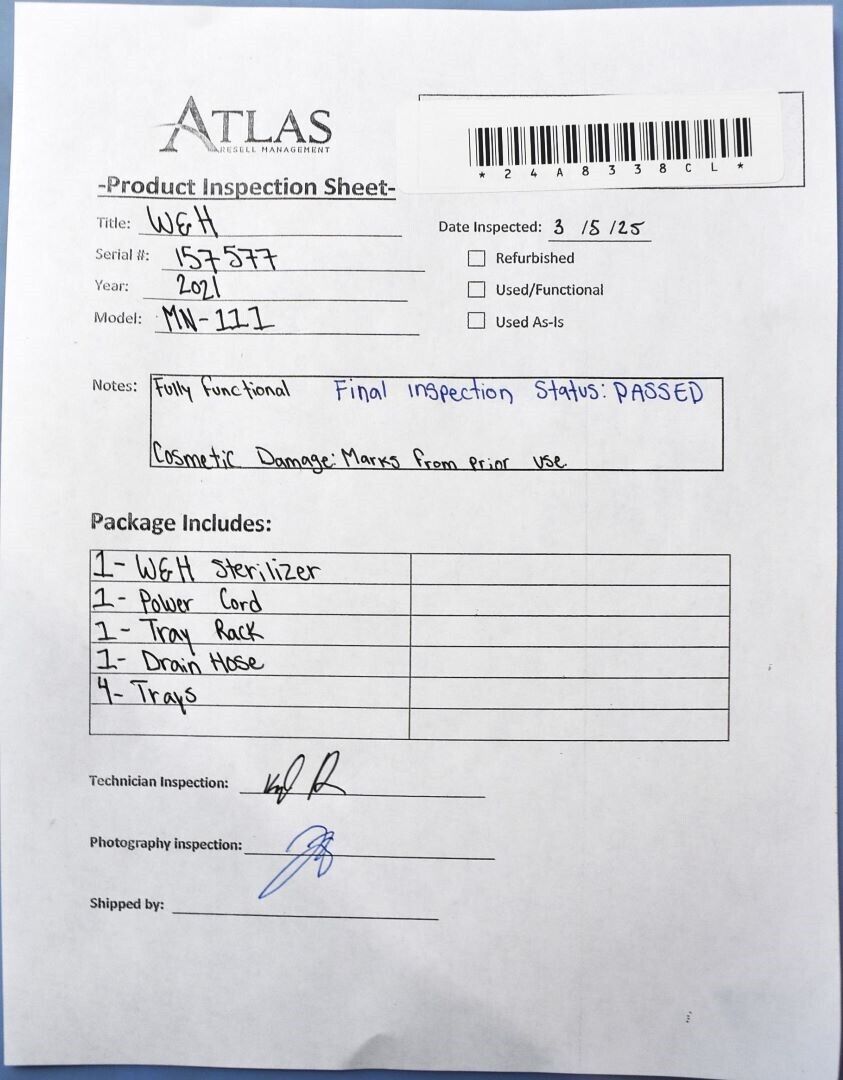 ATLAS
RESELL MANAGEMENT
*24A8338CL*
-Product Inspection Sheet-
Title: W&H
Date Inspected: 3/5/25
Serial #: 157577
Refurbished
Year: 2021
Used/Functional
Model: MN-111
Used As-Is
Notes: Fully functional Final inspection Status: PASSED
Cosmetic Damage: Marks from prior use
Package Includes:
1- W&H Sterilizer
1- Power Cord
1- Tray Rack
1- Drain Hose
4- Trays
Technician Inspection:
Photography inspection:
Shipped by: